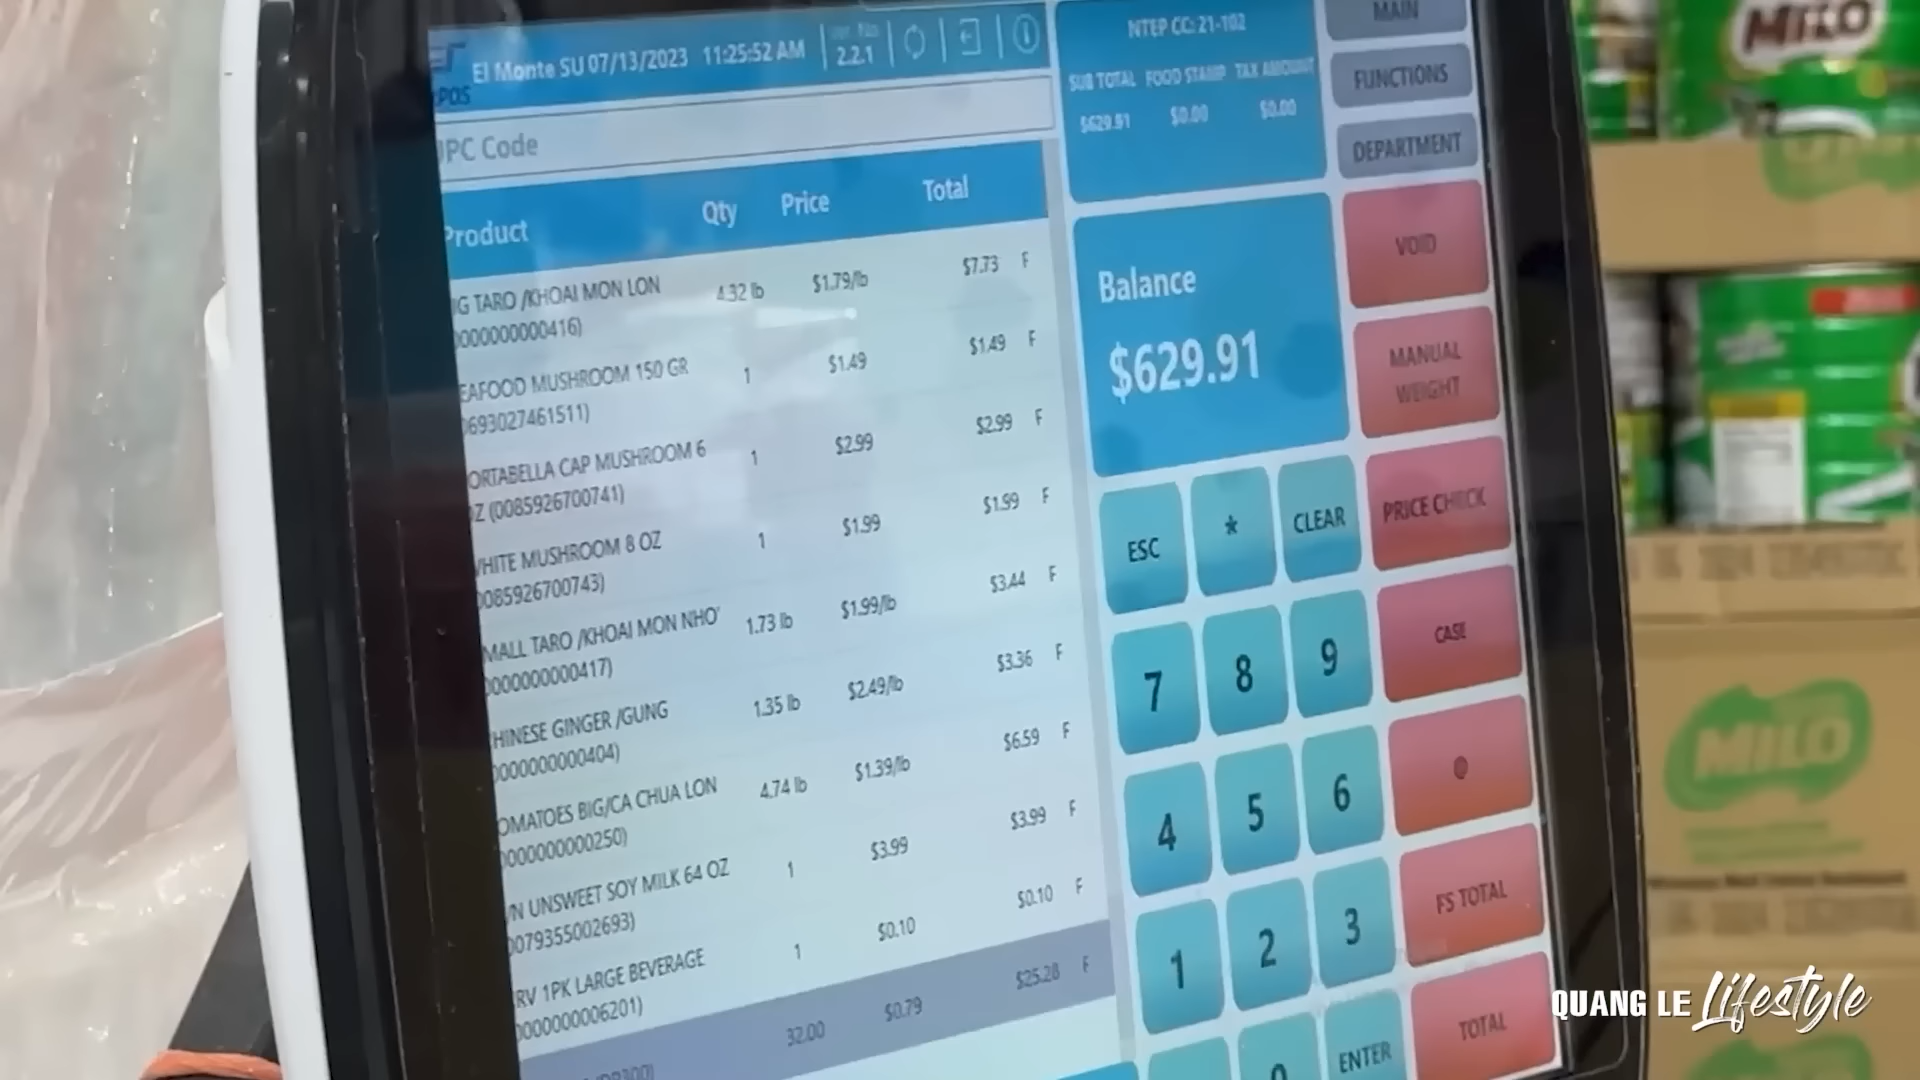 El Monte SU 07/13/2023 11:25:52 AM
2.2.1
POS
UPC Code
Product Qty Price Total
IG TARO /KHOAI MON LON 4.32 lb $1.79/lb $7.73 F
0000000000416)
EAFOOD MUSHROOM 150 GR 1 $1.49 $1.49 F
0693027461511)
ORTABELLA CAP MUSHROOM 6 1 $2.99 $2.99 F
Z (0085926700741)
WHITE MUSHROOM 8 OZ 1 $1.99 $1.99 F
0085926700743)
MALL TARO /KHOAI MON NHO' 1.73 lb $1.99/lb $3.44 F
0000000000417)
HINESE GINGER /GUNG 1.35 lb $2.49/lb $3.36 F
0000000000404)
OMATOES BIG/CA CHUA LON 4.74 lb $1.39/lb $6.59 F
0000000000250)
VN UNSWEET SOY MILK 64 OZ 1 $3.99 $3.99 F
0079355002693)
RV 1PK LARGE BEVERAGE 1 $0.10 $0.10 F
0000000006201)
32.00 $0.79 $25.28 F
NTEP CC: 21-102
SUB TOTAL FOOD STAMP TAX AMOUNT
$629.91 $0.00 $0.00
Balance
$629.91
MAIN
FUNCTIONS
DEPARTMENT
VOID
MANUAL
WEIGHT
PRICE CHECK
CASE
@
FS TOTAL
TOTAL
ESC * CLEAR
7 8 9
4 5 6
1 2 3
0 ENTER
MILO
MILO
QUANG LE Lifestyle